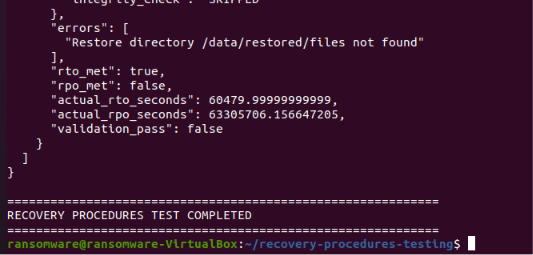 "integrity_check": "SKIPPED"
},
"errors": [
"Restore directory /data/restored/files not found"
],
"rto_met": true,
"rpo_met": false,
"actual_rto_seconds": 60479.99999999999,
"actual_rpo_seconds": 63305706.156647205,
"validation_pass": false
}
]
}
============================================================
RECOVERY PROCEDURES TEST COMPLETED
============================================================
ransomware@ransomware-VirtualBox:~/recovery-procedures-testing$